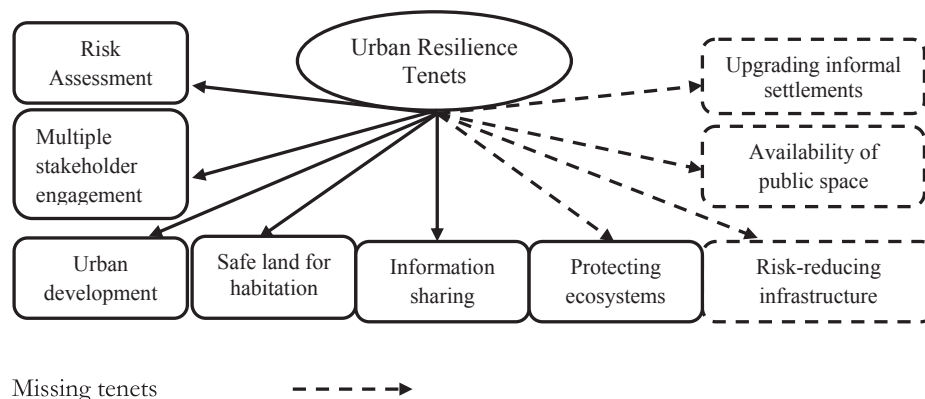 Risk
Assessment
Urban Resilience
Tenets
Upgrading informal
settlements
Multiple
stakeholder
engagement
Availability of
public space
Urban
development
Safe land for
habitation
Information
sharing
Protecting
ecosystems
Risk-reducing
infrastructure
Missing tenets